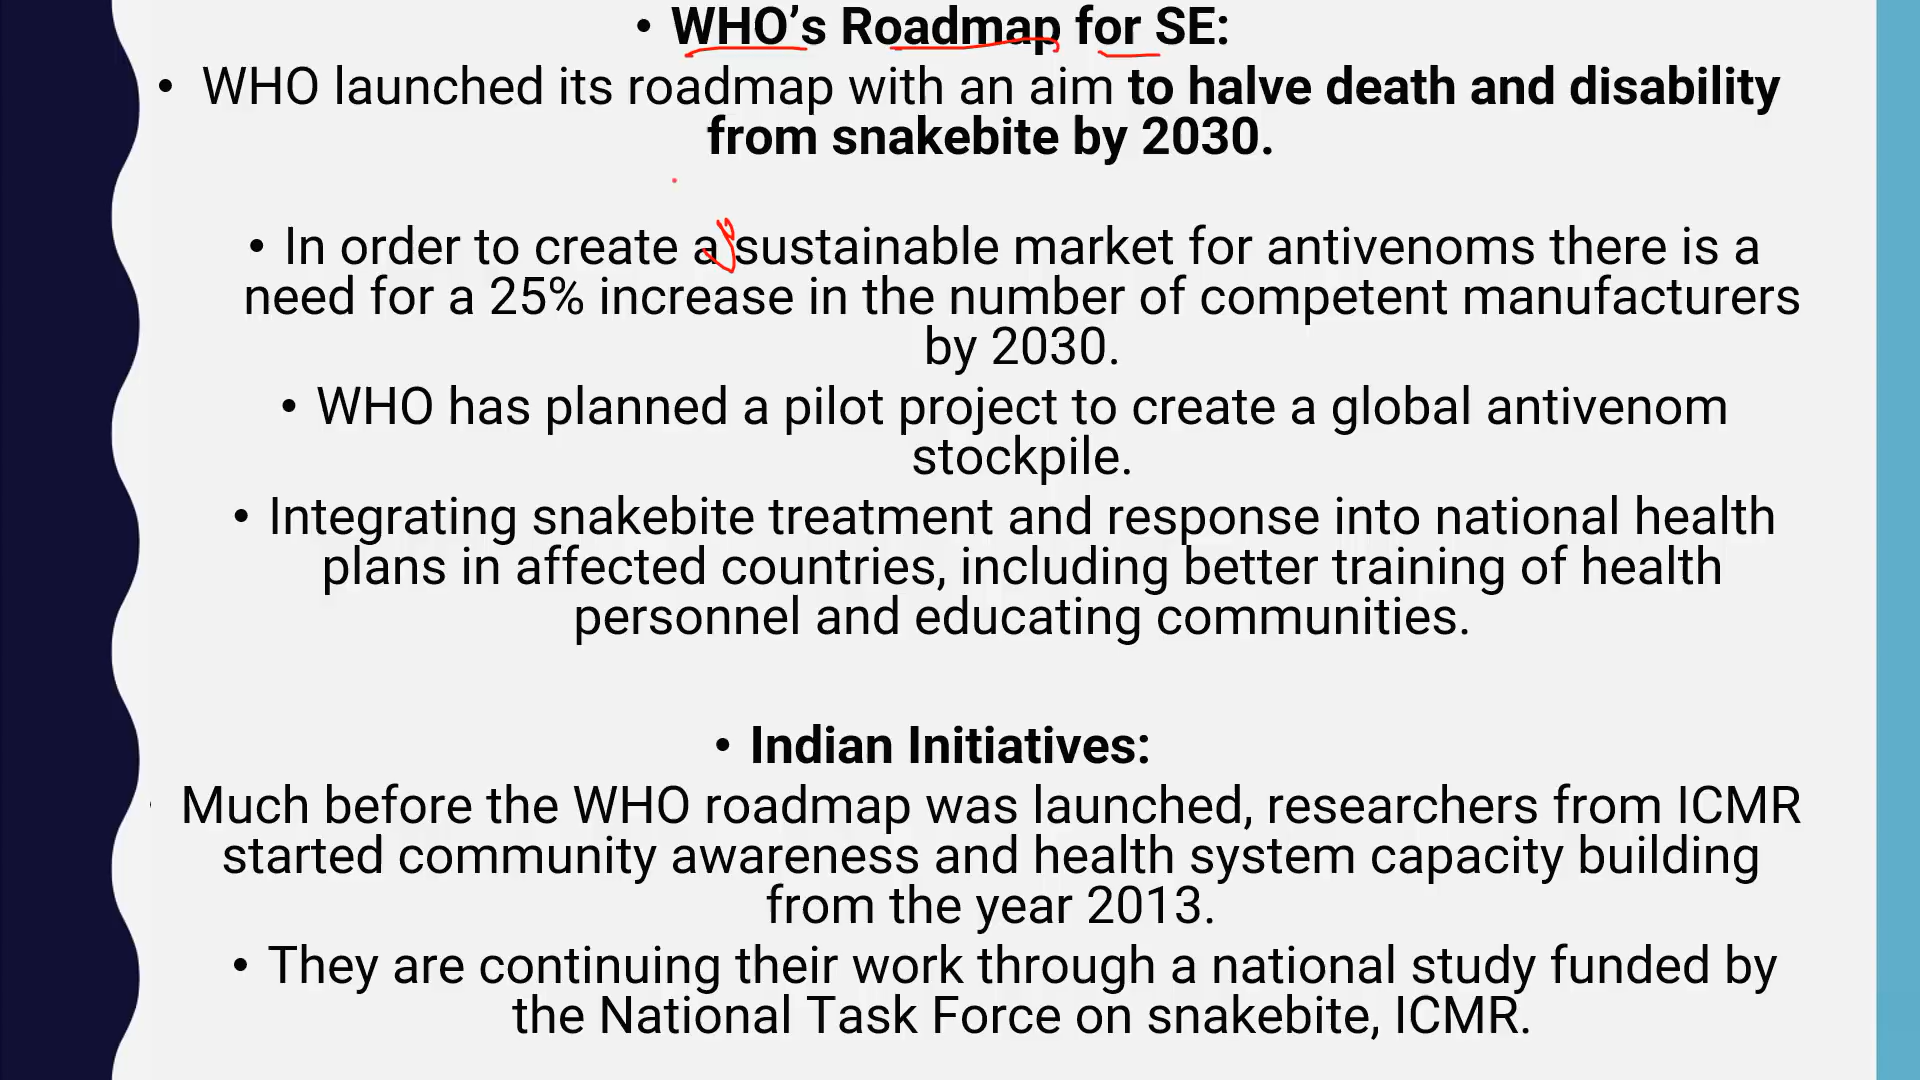 • WHO’s Roadmap for SE:
• WHO launched its roadmap with an aim to halve death and disability
from snakebite by 2030.
• In order to create a sustainable market for antivenoms there is a
need for a 25% increase in the number of competent manufacturers
by 2030.
• WHO has planned a pilot project to create a global antivenom
stockpile.
• Integrating snakebite treatment and response into national health
plans in affected countries, including better training of health
personnel and educating communities.
• Indian Initiatives:
• Much before the WHO roadmap was launched, researchers from ICMR
started community awareness and health system capacity building
from the year 2013.
• They are continuing their work through a national study funded by
the National Task Force on snakebite, ICMR.